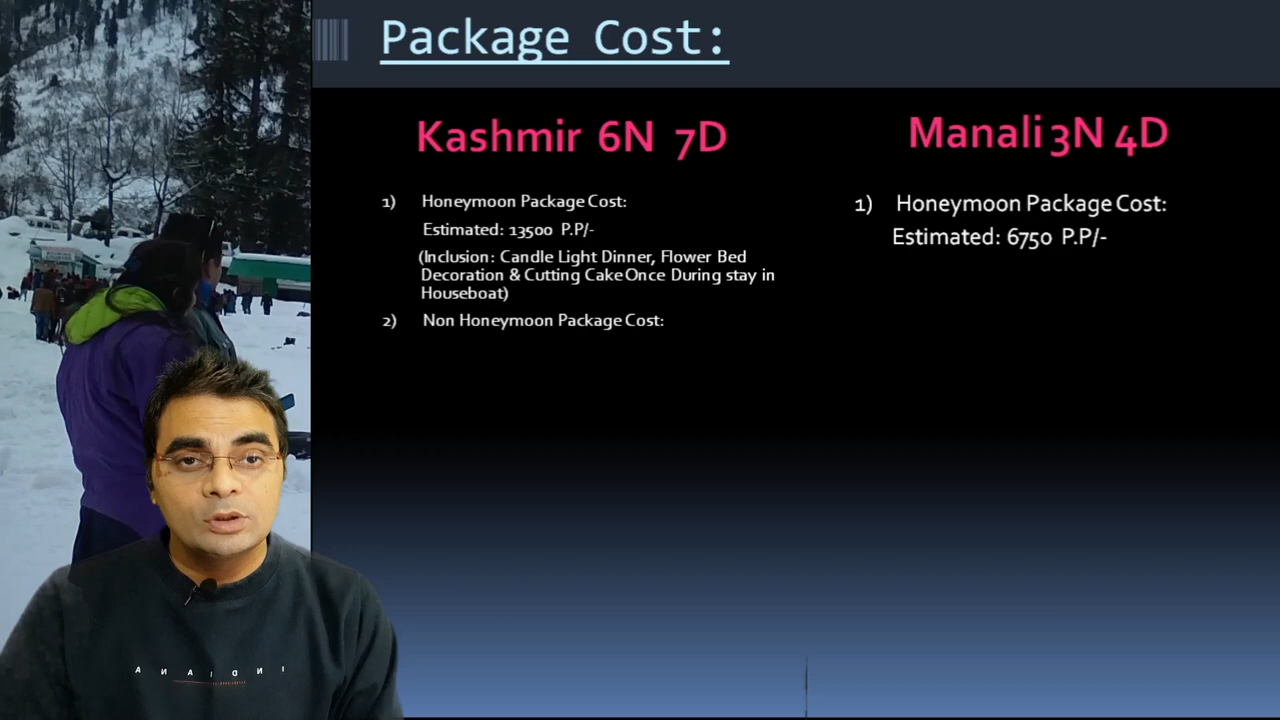 Package Cost:
Kashmir 6N 7D
1) Honeymoon Package Cost:
Estimated: 13500 P.P/-
(Inclusion: Candle Light Dinner, Flower Bed
Decoration & Cutting Cake Once During stay in
Houseboat)
2) Non Honeymoon Package Cost:
Manali 3N 4D
1) Honeymoon Package Cost:
Estimated: 6750 P.P/-
INDIANA